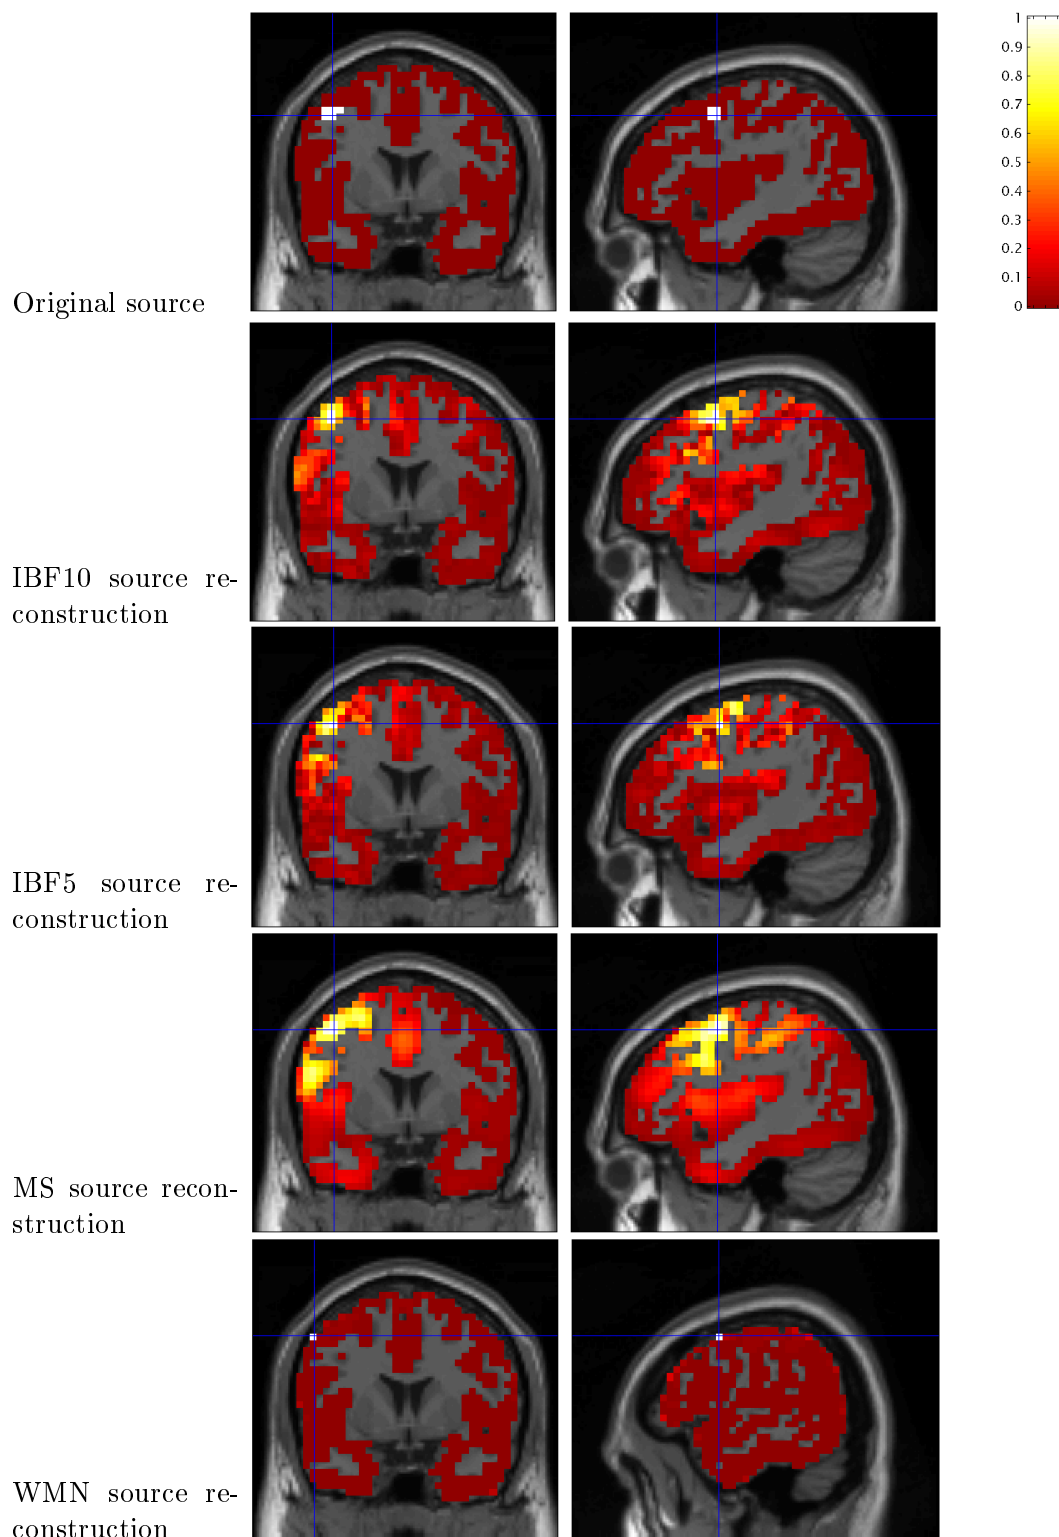 1
0.9
0.8
0.7
0.6
0.5
0.4
0.3
0.2
0.1
0
Original source
IBF10 source re-
construction
IBF5 source re-
construction
MS source recon-
struction
WMN source re-
construction